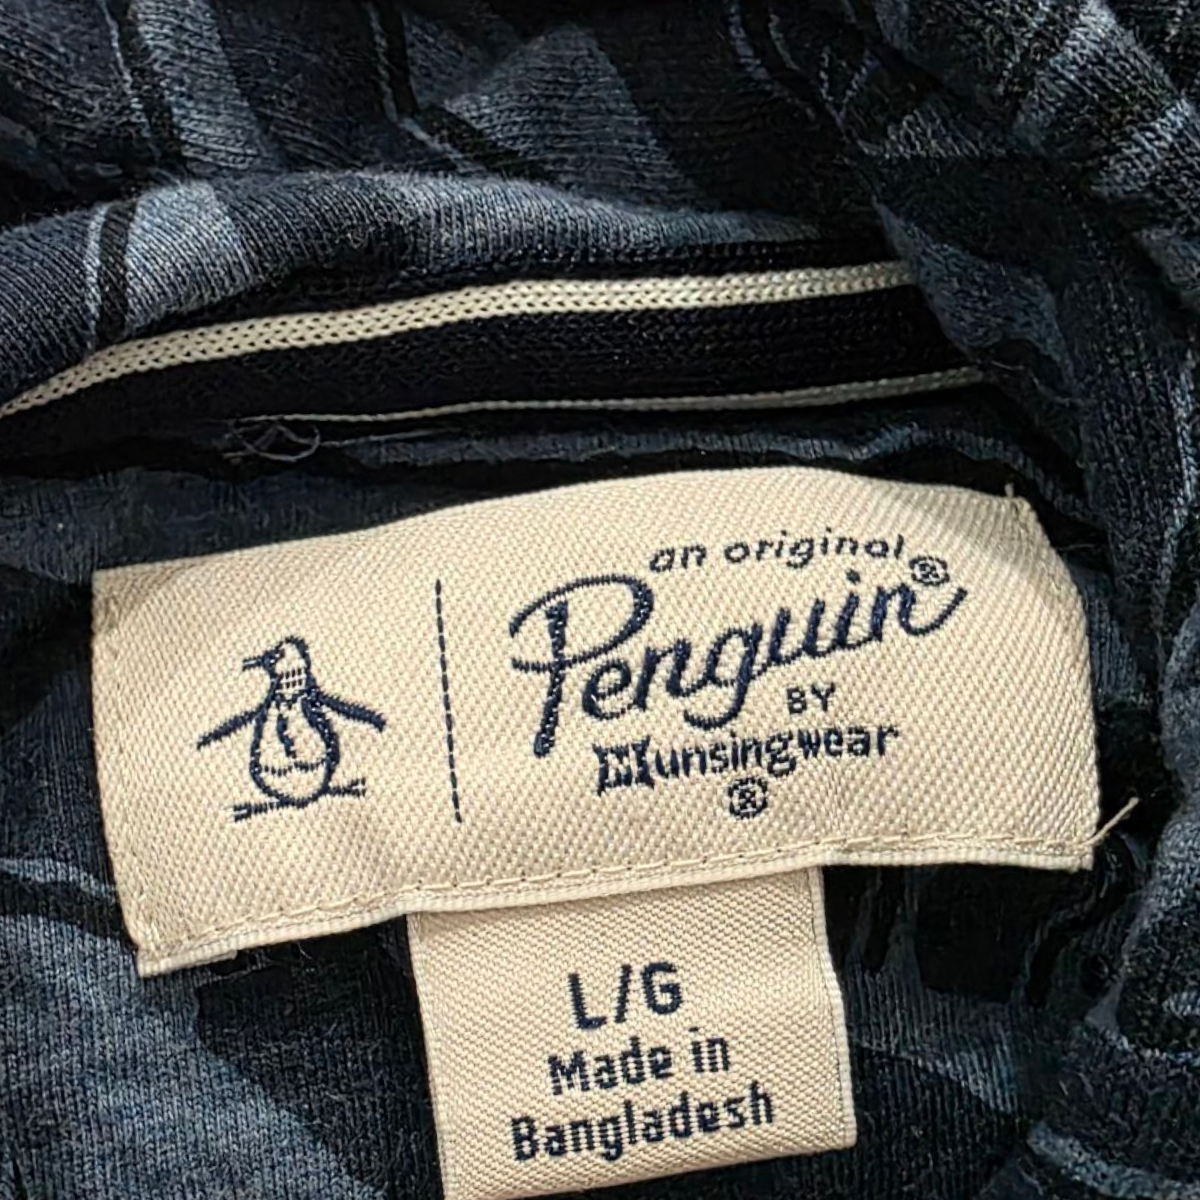 an original
Penguin®
BY
Munsingwear
®
L/G
Made in
Bangladesh